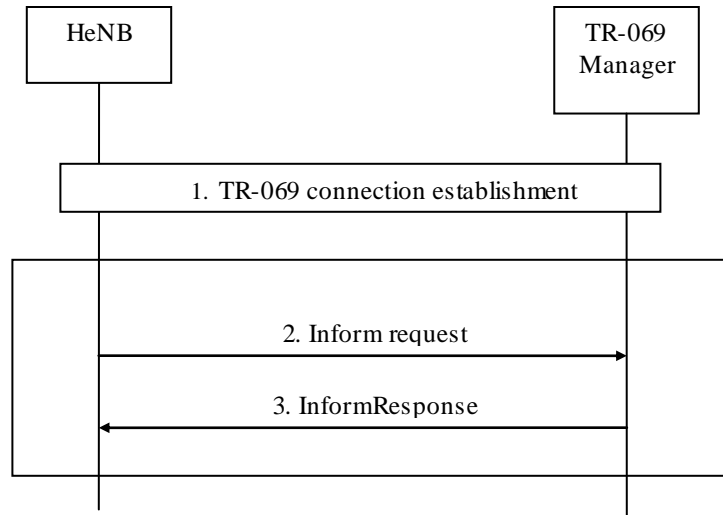 HeNB
TR-069
Manager
1. TR-069 connection establishment
2. Inform request
3. InformResponse